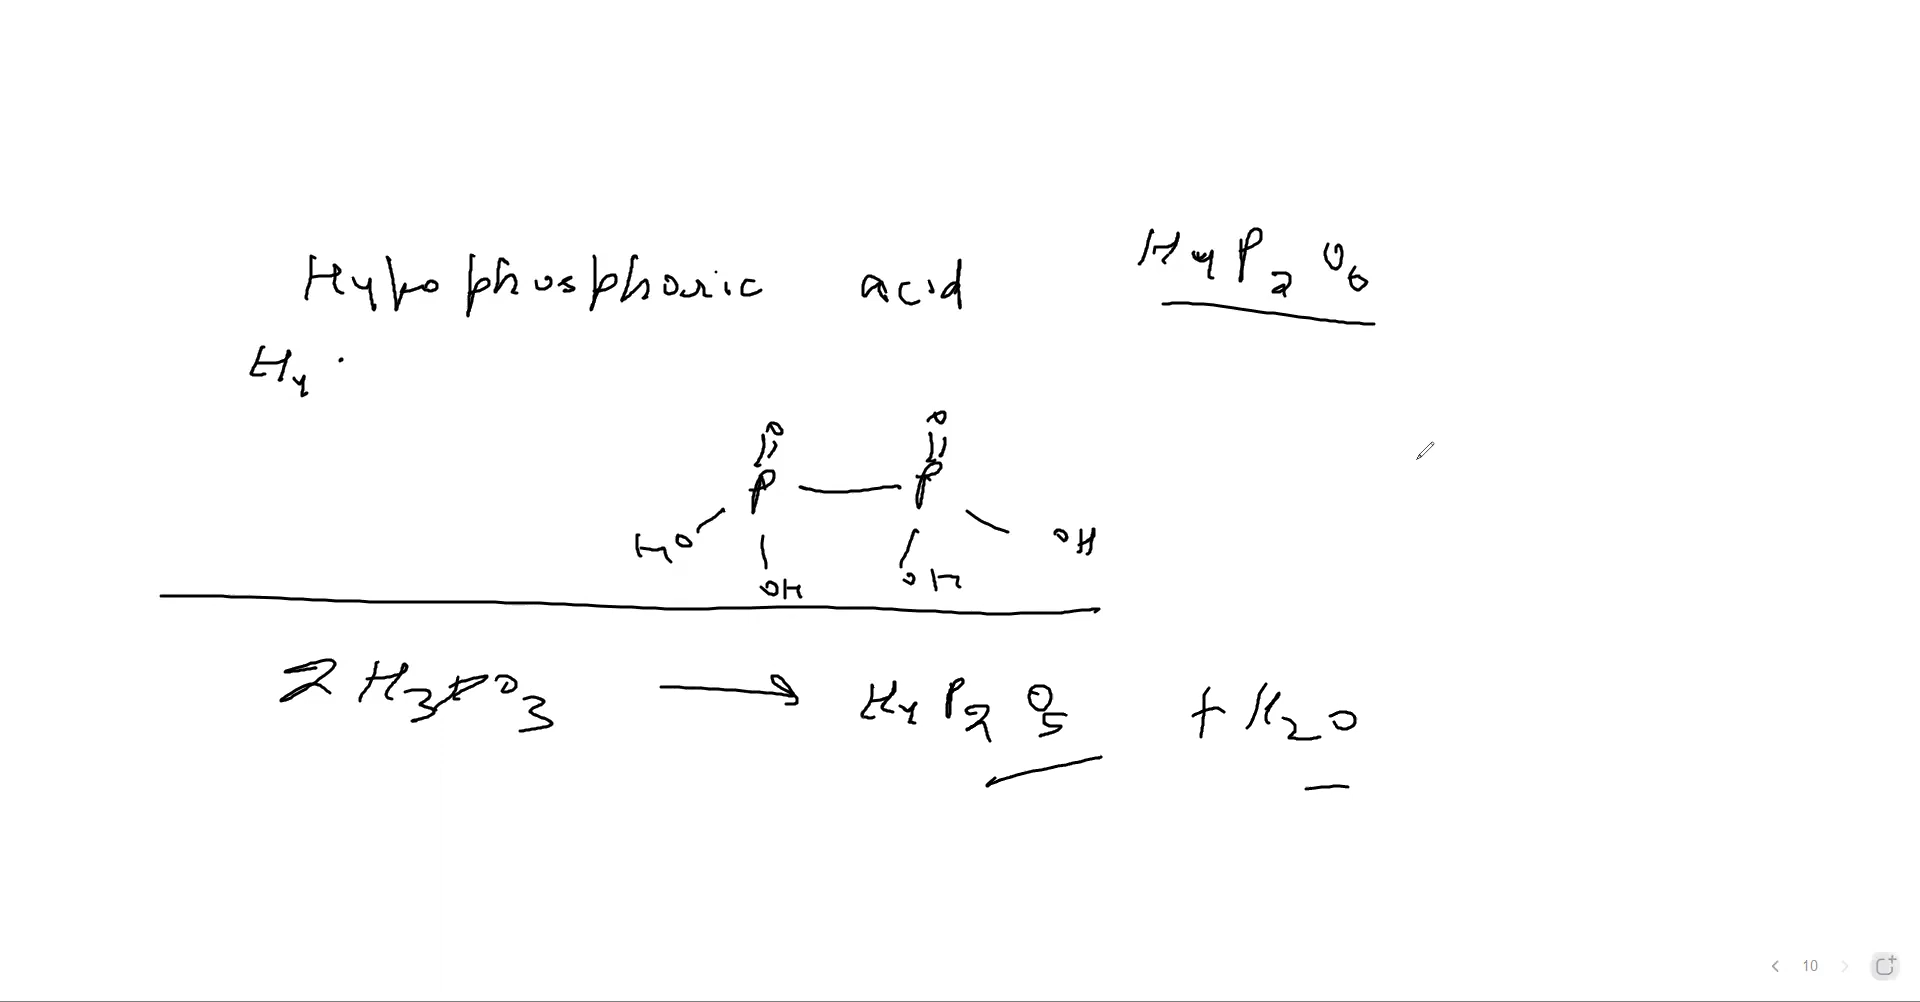 Hypophosphoric acid H4P2O6
H4.
O O
P — P
HO OH OH OH
2 H3PO3 → H4P2O5 + H2O
10